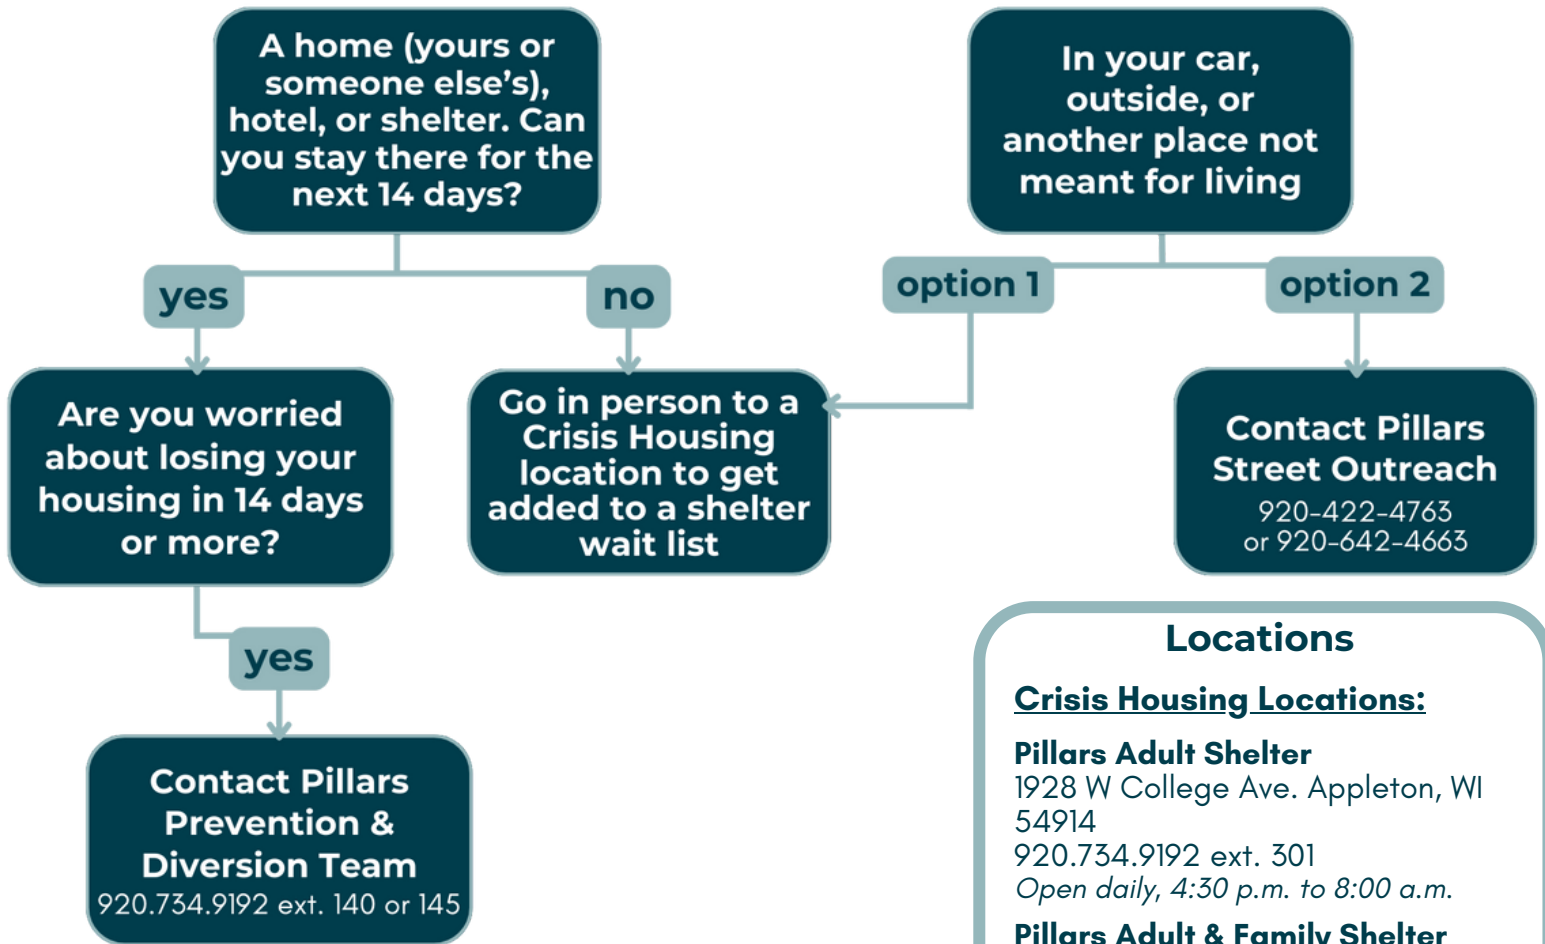 A home (yours or
someone else's),
hotel, or shelter. Can
you stay there for the
next 14 days?
In your car,
outside, or
another place not
meant for living
yes
no
option 1
option 2
Are you worried
about losing your
housing in 14 days
or more?
Go in person to a
Crisis Housing
location to get
added to a shelter
wait list
Contact Pillars
Street Outreach
920-422-4763
or 920-642-4663
yes
Contact Pillars
Prevention &
Diversion Team
920.734.9192 ext. 140 or 145
Locations
Crisis Housing Locations:
Pillars Adult Shelter
1928 W College Ave. Appleton, WI
54914
920.734.9192 ext. 301
Open daily, 4:30 p.m. to 8:00 a.m.
Pillars Adult & Family Shelter